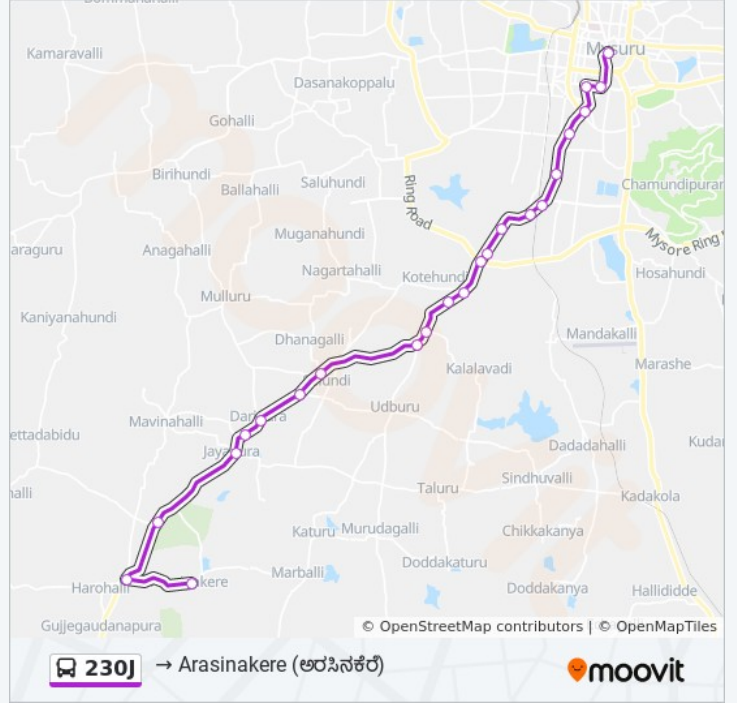 Mysuru
Kamaravalli
Dasanakoppalu
Gohalli
Birihundi
Saluhundi
Ballahalli
Chamundipuram
Ring Road
Muganahundi
araguru
Anagahalli
Mysore Ring
Nagartahalli
Kotehundi
Hosahundi
Mulluru
Kaniyanahundi
Mandakalli
Dhanagalli
Marashe
Kalalavadi
Udburu
Mavinahalli
ettadabidu
Dadadahalli
Kuda
Sindhuvalli
alli
Taluru
Kadakola
Katuru
Murudagalli
Chikkakanya
Doddakaturu
Marballi
Harohalli
kere
Doddakanya
Hallididde
Gujjegaudanapura
© OpenStreetMap contributors | © OpenMapTiles
230J → Arasinakere (ಅರಸಿನಕೆರೆ)
moovit